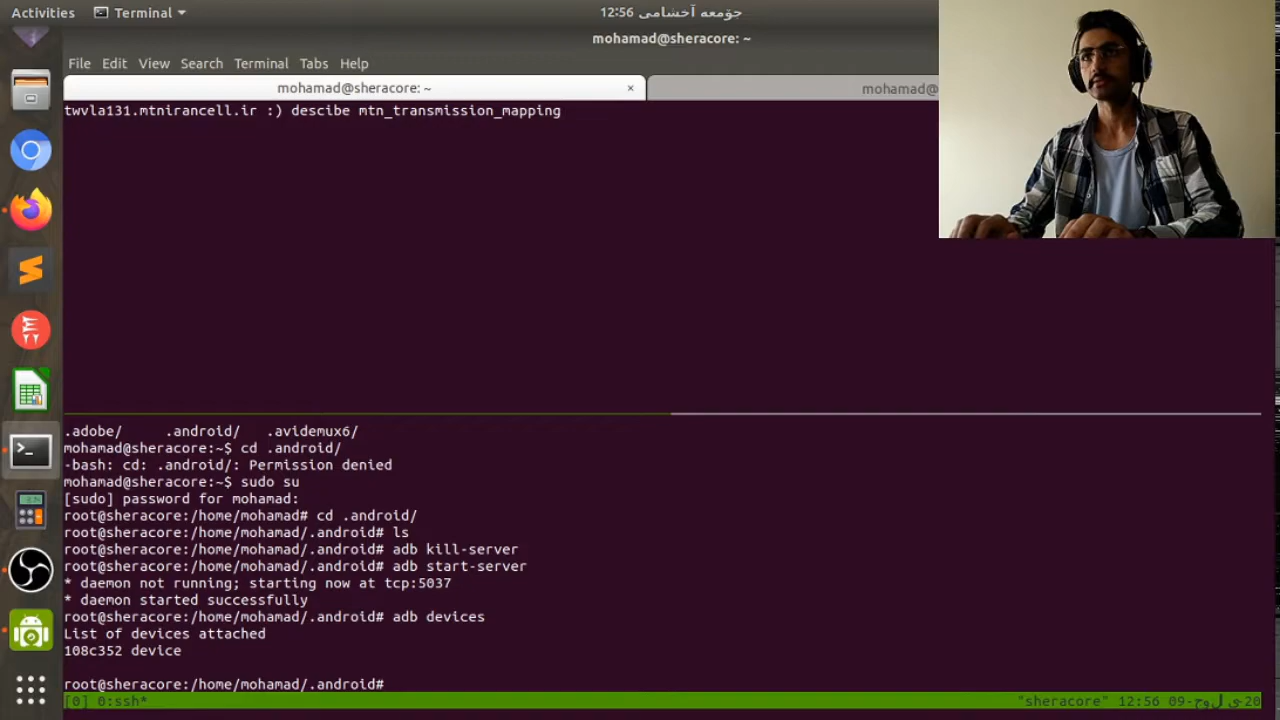 Activities
Terminal
جۆمعه آخشامی 12:56
mohamad@sheracore: ~
File Edit View Search Terminal Tabs Help
mohamad@sheracore: ~ ×
mohamad@
twvla131.mtnirancell.ir :) descibe mtn_transmission_mapping
.adobe/ .android/ .avidemux6/
mohamad@sheracore:~$ cd .android/
-bash: cd: .android/: Permission denied
mohamad@sheracore:~$ sudo su
[sudo] password for mohamad:
root@sheracore:/home/mohamad# cd .android/
root@sheracore:/home/mohamad/.android# ls
root@sheracore:/home/mohamad/.android# adb kill-server
root@sheracore:/home/mohamad/.android# adb start-server
* daemon not running; starting now at tcp:5037
* daemon started successfully
root@sheracore:/home/mohamad/.android# adb devices
List of devices attached
108c352 device
root@sheracore:/home/mohamad/.android#
[0] 0:ssh* "sheracore" 12:56 09-